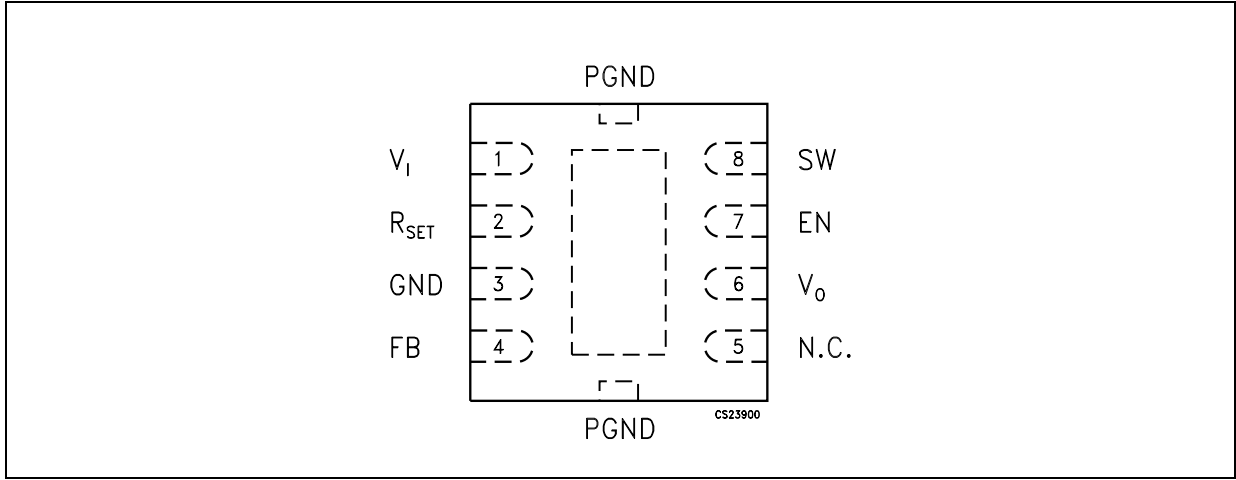 PGND
V_I 1 8 SW
R_SET 2 7 EN
GND 3 6 V_O
FB 4 5 N.C.
CS23900
PGND